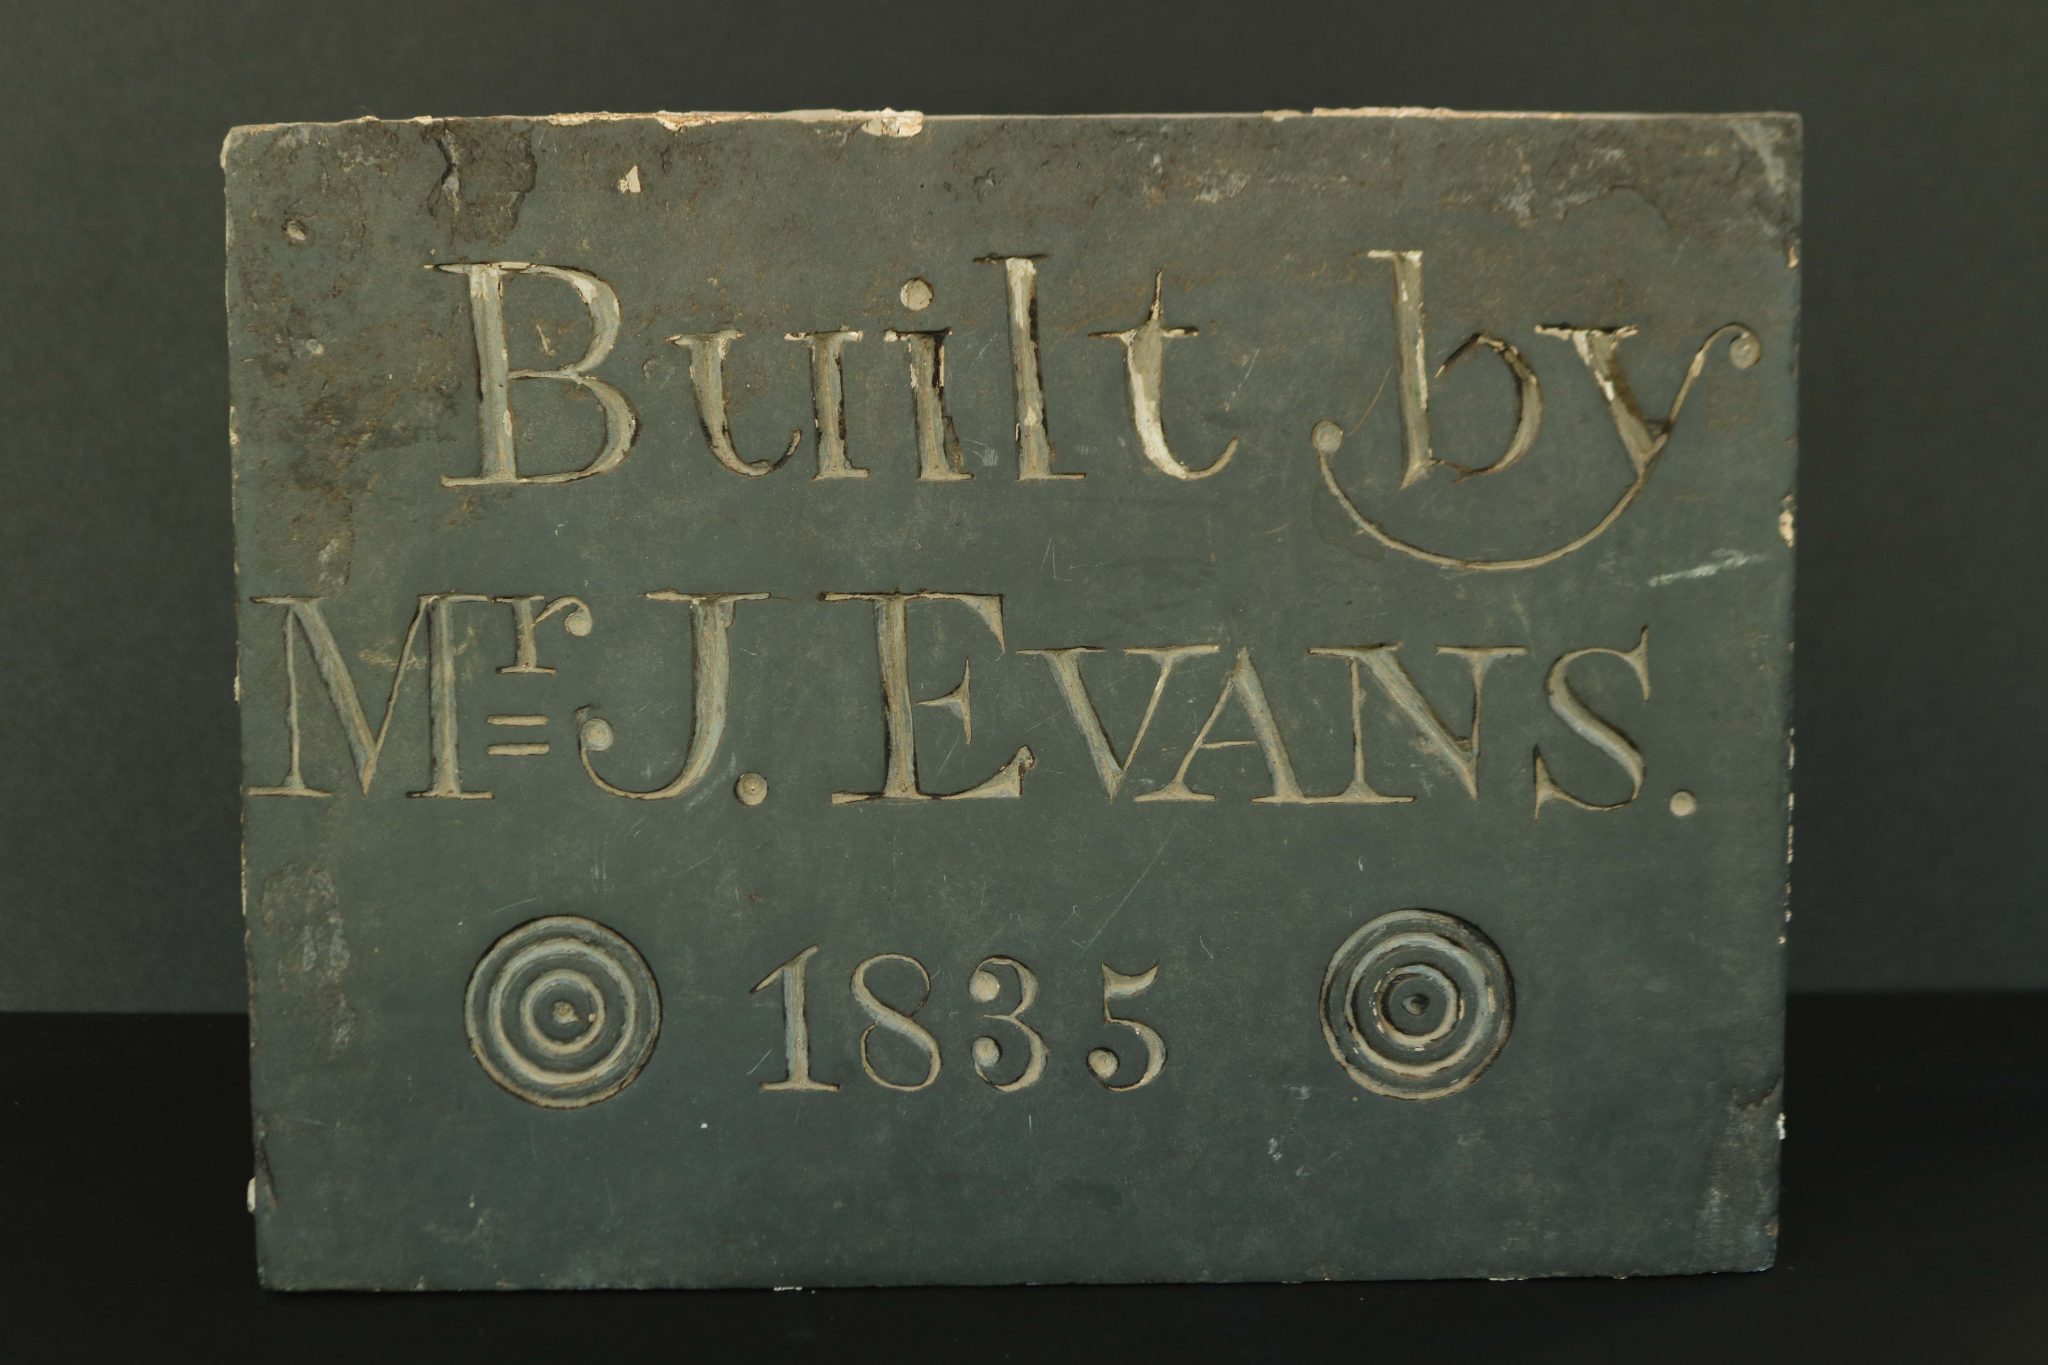 Built by
Mr J. EVANS.
1835